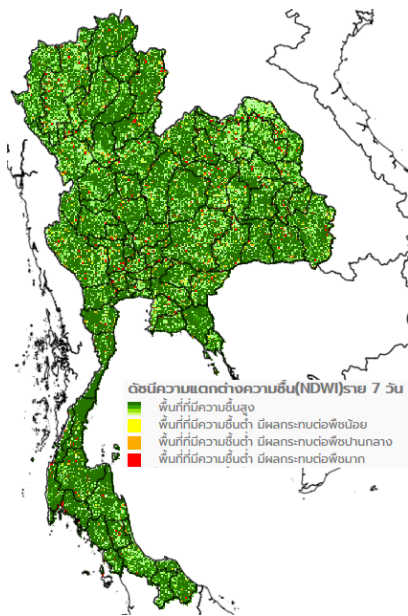 ดัชนีความแตกต่างความชื้น(NDWI)ราย 7 วัน
พื้นที่ที่มีความชื้นสูง
พื้นที่ที่มีความชื้นต่ำ มีผลกระทบต่อพืชน้อย
พื้นที่ที่มีความชื้นต่ำ มีผลกระทบต่อพืชปานกลาง
พื้นที่ที่มีความชื้นต่ำ มีผลกระทบต่อพืชมาก